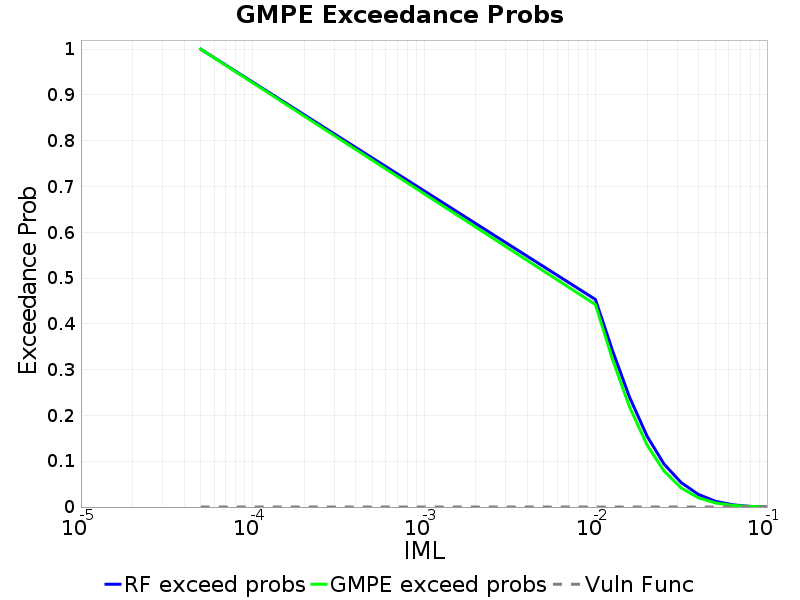 GMPE Exceedance Probs
Exceedance Prob
1
0.9
0.8
0.7
0.6
0.5
0.4
0.3
0.2
0.1
0
10^-5 10^-4 10^-3 10^-2 10^-1
IML
RF exceed probs GMPE exceed probs Vuln Func